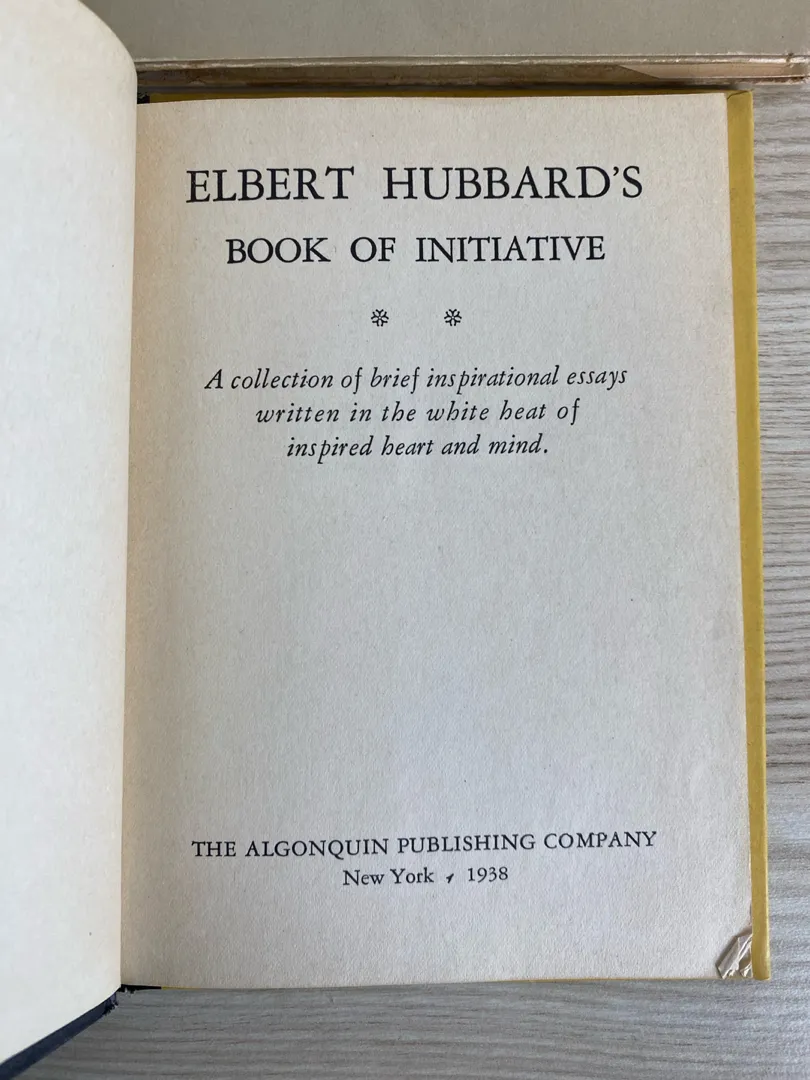 ELBERT HUBBARD'S
BOOK OF INITIATIVE
A collection of brief inspirational essays
written in the white heat of
inspired heart and mind.
THE ALGONQUIN PUBLISHING COMPANY
New York , 1938